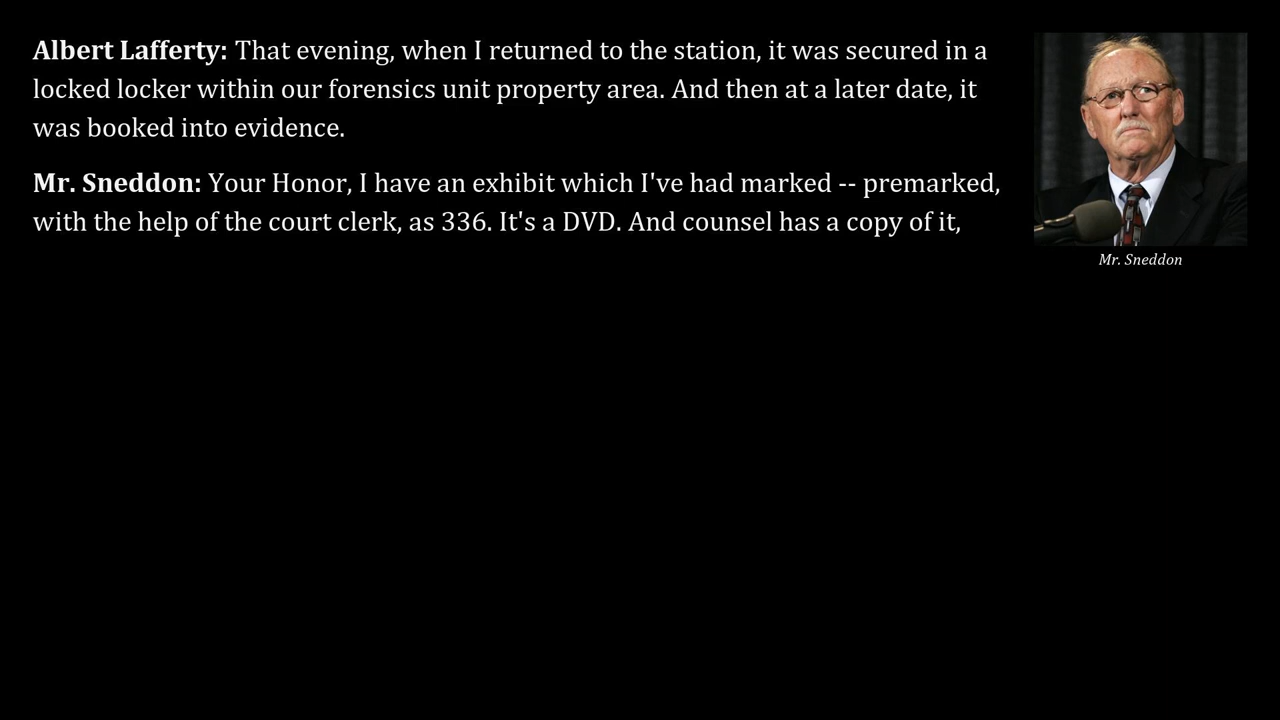 Albert Lafferty: That evening, when I returned to the station, it was secured in a
locked locker within our forensics unit property area. And then at a later date, it
was booked into evidence.
Mr. Sneddon: Your Honor, I have an exhibit which I've had marked -- premarked,
with the help of the court clerk, as 336. It's a DVD. And counsel has a copy of it,
Mr. Sneddon